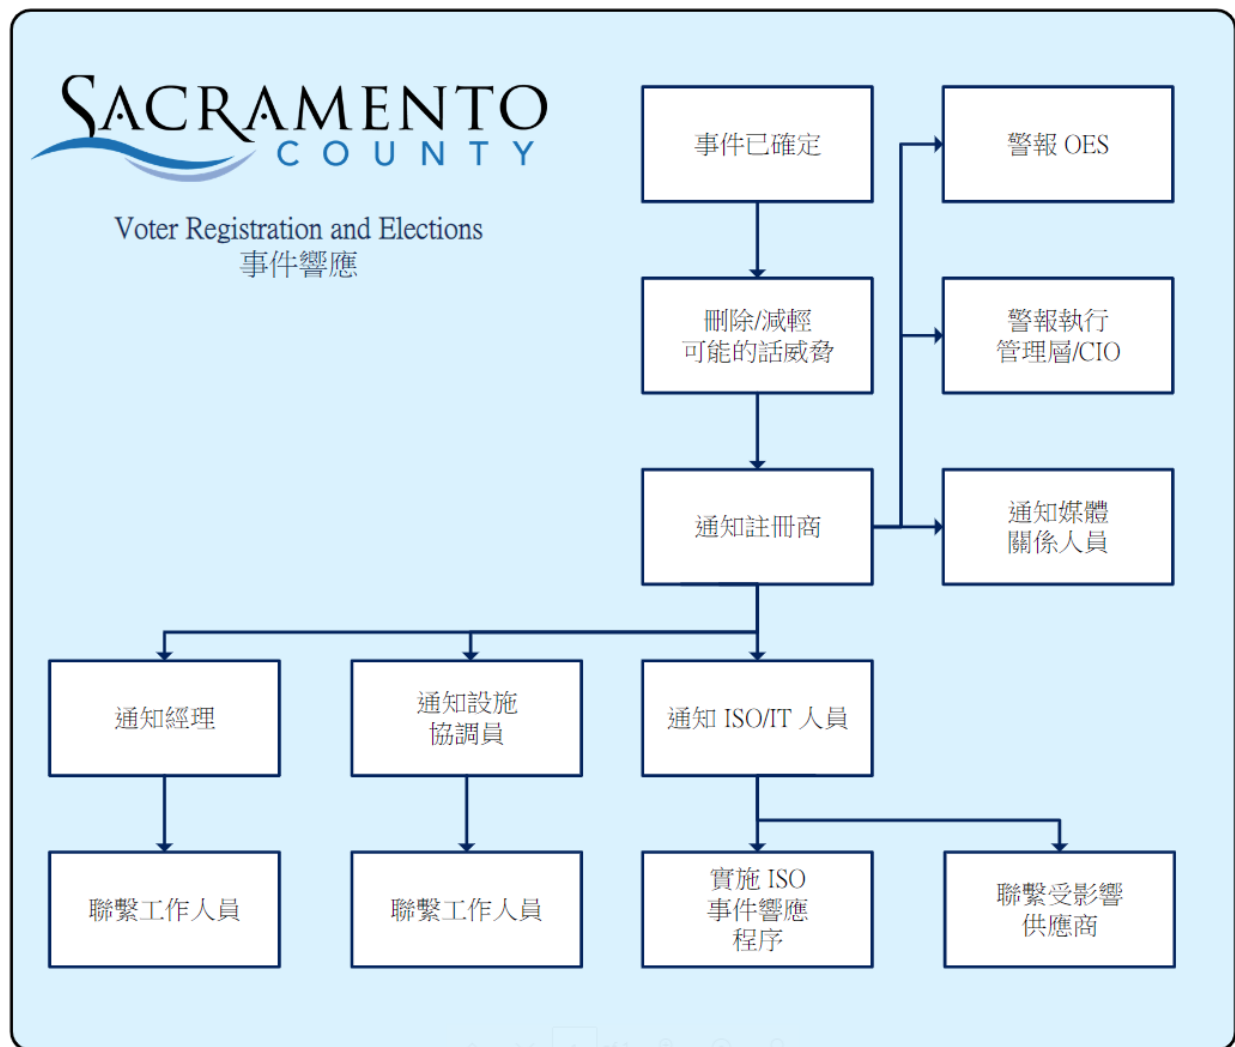 SACRAMENTO
COUNTY
Voter Registration and Elections
事件響應
事件已確定
警報 OES
刪除/減輕
可能的話威脅
警報執行
管理層/CIO
通知註冊商
通知媒體
關係人員
通知經理
通知設施
協調員
通知 ISO/IT 人員
聯繫工作人員
聯繫工作人員
實施 ISO
事件響應
程序
聯繫受影響
供應商